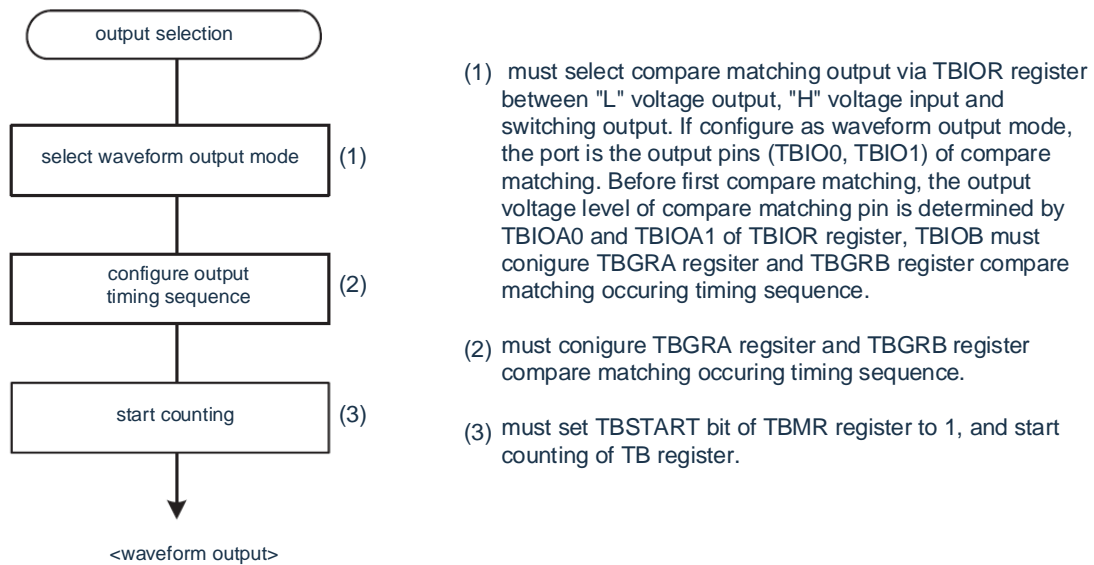 output selection
select waveform output mode
(1)
configure output
timing sequence
(2)
start counting
(3)
<waveform output>
(1) must select compare matching output via TBIOR register
between "L" voltage output, "H" voltage input and
switching output. If configure as waveform output mode,
the port is the output pins (TBIO0, TBIO1) of compare
matching. Before first compare matching, the output
voltage level of compare matching pin is determined by
TBIOA0 and TBIOA1 of TBIOR register, TBIOB must
conigure TBGRA regsiter and TBGRB register compare
matching occuring timing sequence.
(2) must conigure TBGRA regsiter and TBGRB register
compare matching occuring timing sequence.
(3) must set TBSTART bit of TBMR register to 1, and start
counting of TB register.